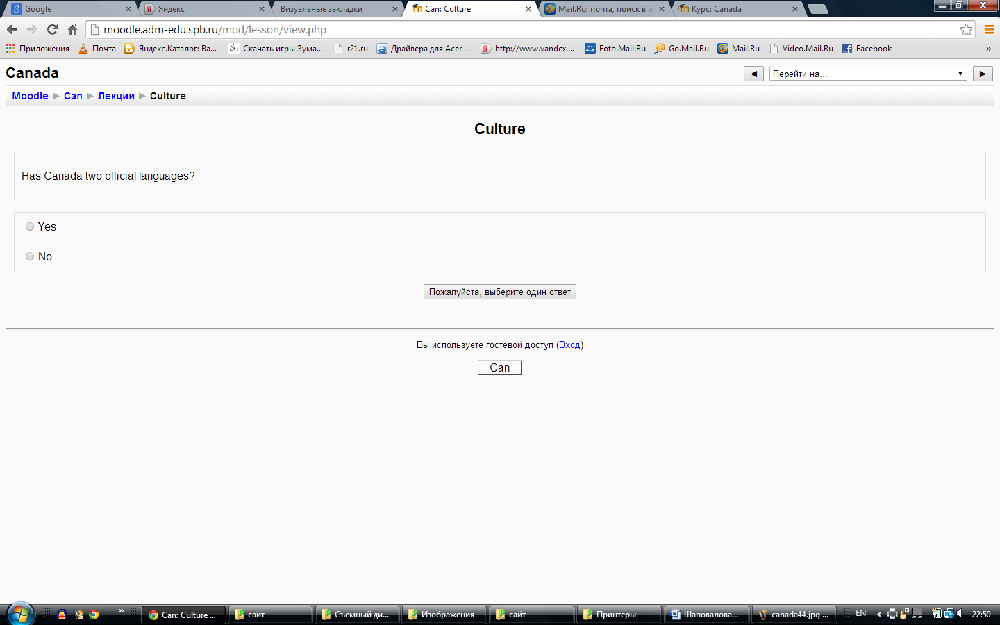 Google
Яндекс
Визуальные закладки
Can: Culture
Mail.Ru: почта, поиск в и
Курс: Canada
moodle.adm-edu.spb.ru/mod/lesson/view.php
Приложения
Почта
Яндекс.Каталог: Ва...
Скачать игры Зума...
r21.ru
Драйвера для Acer ...
http://www.yandex....
Foto.Mail.Ru
Go.Mail.Ru
Mail.Ru
Video.Mail.Ru
Facebook
»
Canada
Перейти на...
Moodle ► Can ► Лекции ► Culture
Culture
Has Canada two official languages?
Yes
No
Пожалуйста, выберите один ответ
Вы используете гостевой доступ (Вход)
Can
»
Can: Culture ...
сайт
Съемный ди...
Изображения
сайт
Принтеры
Шаповалова...
canada44.jpg ...
EN
22:50